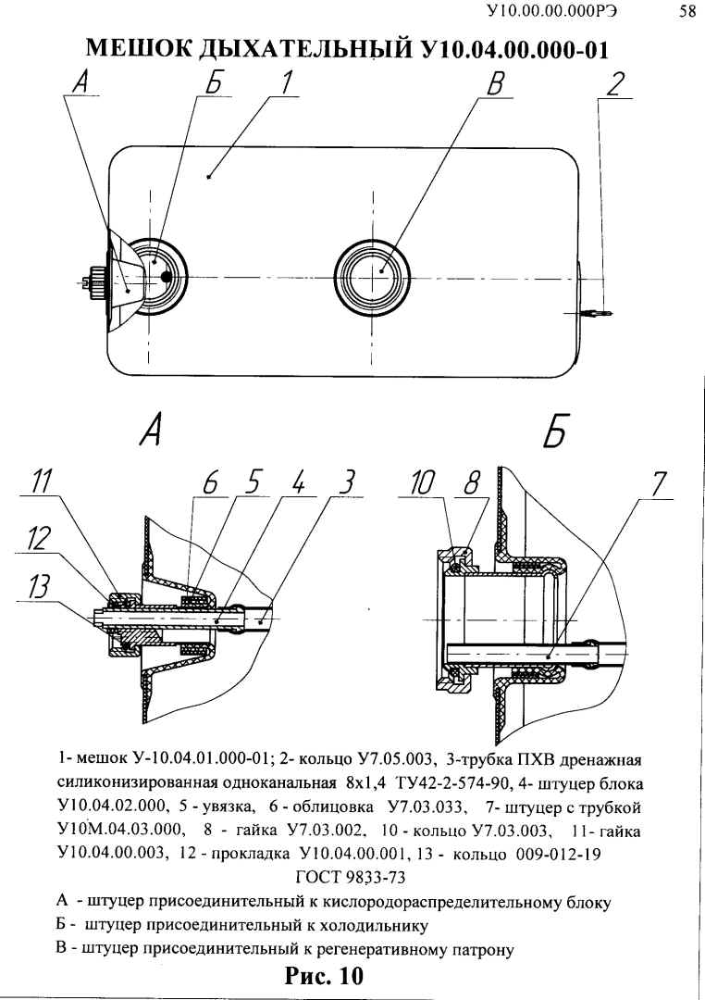 У10.00.00.000РЭ 58
МЕШОК ДЫХАТЕЛЬНЫЙ У10.04.00.000-01
А Б 1 В 2
А Б
11 6 5 4 3 10 8 7
12
13
1- мешок У-10.04.01.000-01; 2- кольцо У7.05.003, 3-трубка ПХВ дренажная
силиконизированная одноканальная 8х1,4 ТУ42-2-574-90, 4- штуцер блока
У10.04.02.000, 5 - увязка, 6 - облицовка У7.03.033, 7- штуцер с трубкой
У10М.04.03.000, 8 - гайка У7.03.002, 10 - кольцо У7.03.003, 11- гайка
У10.04.00.003, 12 - прокладка У10.04.00.001, 13 - кольцо 009-012-19
ГОСТ 9833-73
А - штуцер присоединительный к кислородораспределительному блоку
Б - штуцер присоединительный к холодильнику
В - штуцер присоединительный к регенеративному патрону
Рис. 10